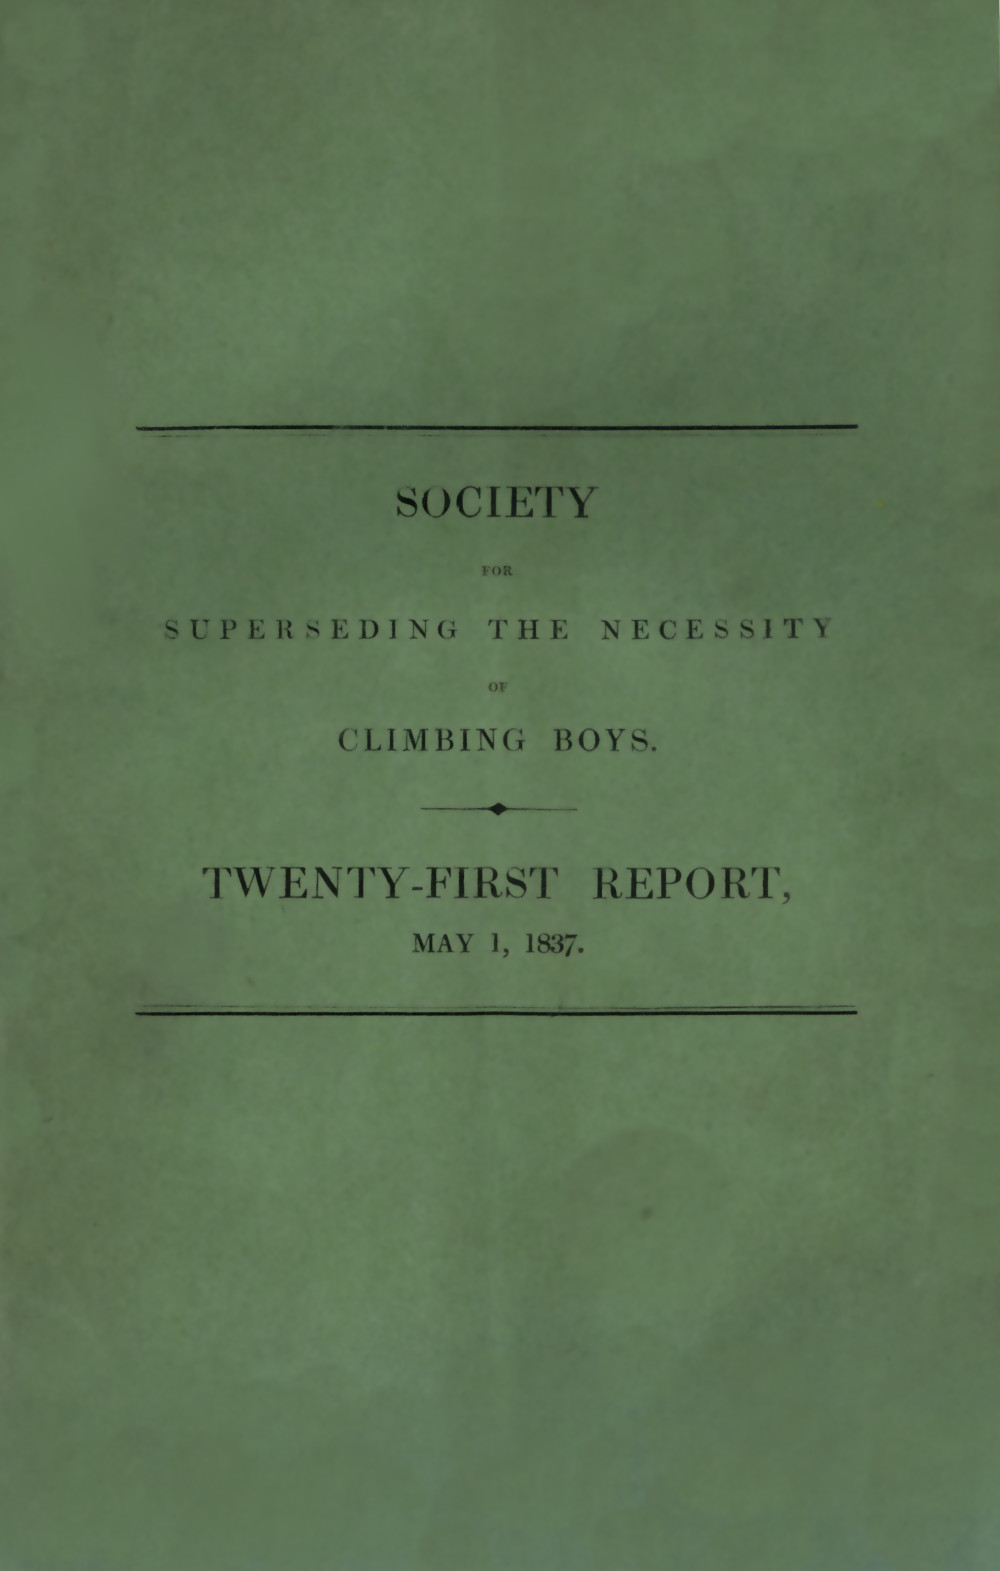 SOCIETY
FOR
SUPERSEDING THE NECESSITY
OF
CLIMBING BOYS.
TWENTY-FIRST REPORT,
MAY 1, 1837.